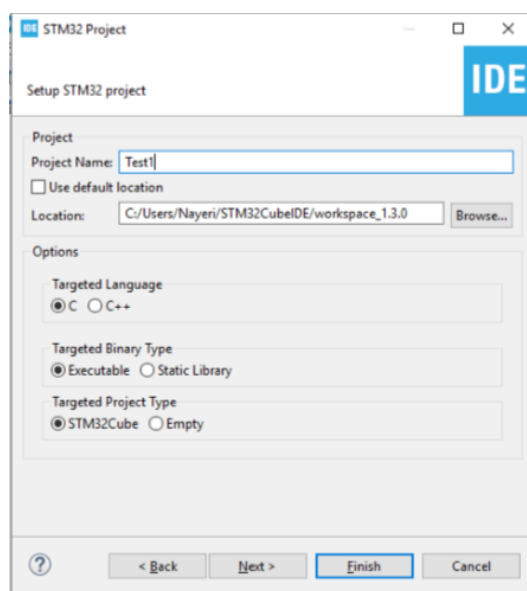 IDE STM32 Project
IDE
Setup STM32 project
Project
Project Name: Test1
Use default location
Location: C:/Users/Nayeri/STM32CubeIDE/workspace_1.3.0 Browse...
Options
Targeted Language
C C++
Targeted Binary Type
Executable Static Library
Targeted Project Type
STM32Cube Empty
? < Back Next > Finish Cancel